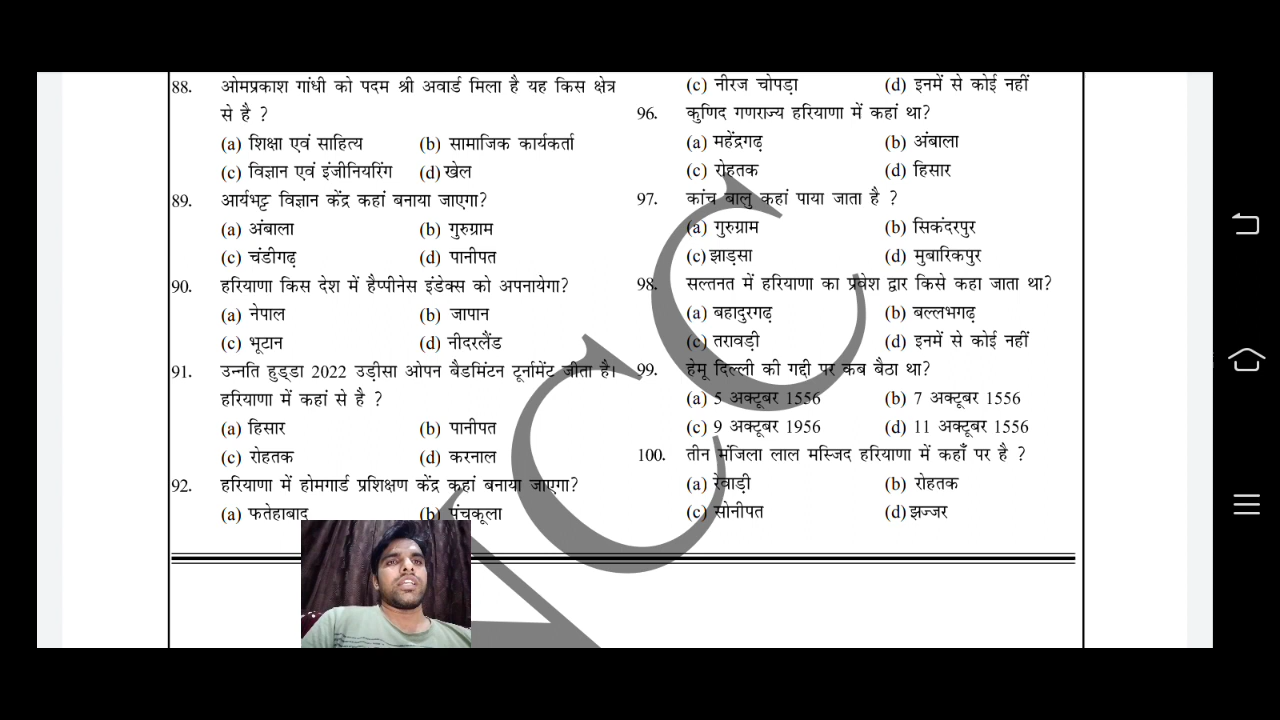 88. ओमप्रकाश गांधी को पदम श्री अवार्ड मिला है यह किस क्षेत्र
से है ?
(a) शिक्षा एवं साहित्य (b) सामाजिक कार्यकर्ता
(c) विज्ञान एवं इंजीनियरिंग (d) खेल
89. आर्यभट्ट विज्ञान केंद्र कहां बनाया जाएगा?
(a) अंबाला (b) गुरुग्राम
(c) चंडीगढ़ (d) पानीपत
90. हरियाणा किस देश में हैप्पीनेस इंडेक्स को अपनायेगा?
(a) नेपाल (b) जापान
(c) भूटान (d) नीदरलैंड
91. उन्नति हुड्डा 2022 उड़ीसा ओपन बैडमिंटन टूर्नामेंट जीता है।
हरियाणा में कहां से है ?
(a) हिसार (b) पानीपत
(c) रोहतक (d) करनाल
92. हरियाणा में होमगार्ड प्रशिक्षण केंद्र कहां बनाया जाएगा?
(a) फतेहाबाद (b) पंचकूला
(c) नीरज चोपड़ा (d) इनमें से कोई नहीं
96. कुणिद गणराज्य हरियाणा में कहां था?
(a) महेंद्रगढ़ (b) अंबाला
(c) रोहतक (d) हिसार
97. कांच बालु कहां पाया जाता है ?
(a) गुरुग्राम (b) सिकंदरपुर
(c) झाड़सा (d) मुबारिकपुर
98. सल्तनत में हरियाणा का प्रवेश द्वार किसे कहा जाता था?
(a) बहादुरगढ़ (b) बल्लभगढ़
(c) तरावड़ी (d) इनमें से कोई नहीं
99. हेमू दिल्ली की गद्दी पर कब बैठा था?
(a) 5 अक्टूबर 1556 (b) 7 अक्टूबर 1556
(c) 9 अक्टूबर 1956 (d) 11 अक्टूबर 1556
100. तीन मंजिला लाल मस्जिद हरियाणा में कहाँ पर है ?
(a) रेवाड़ी (b) रोहतक
(c) सोनीपत (d) झज्जर